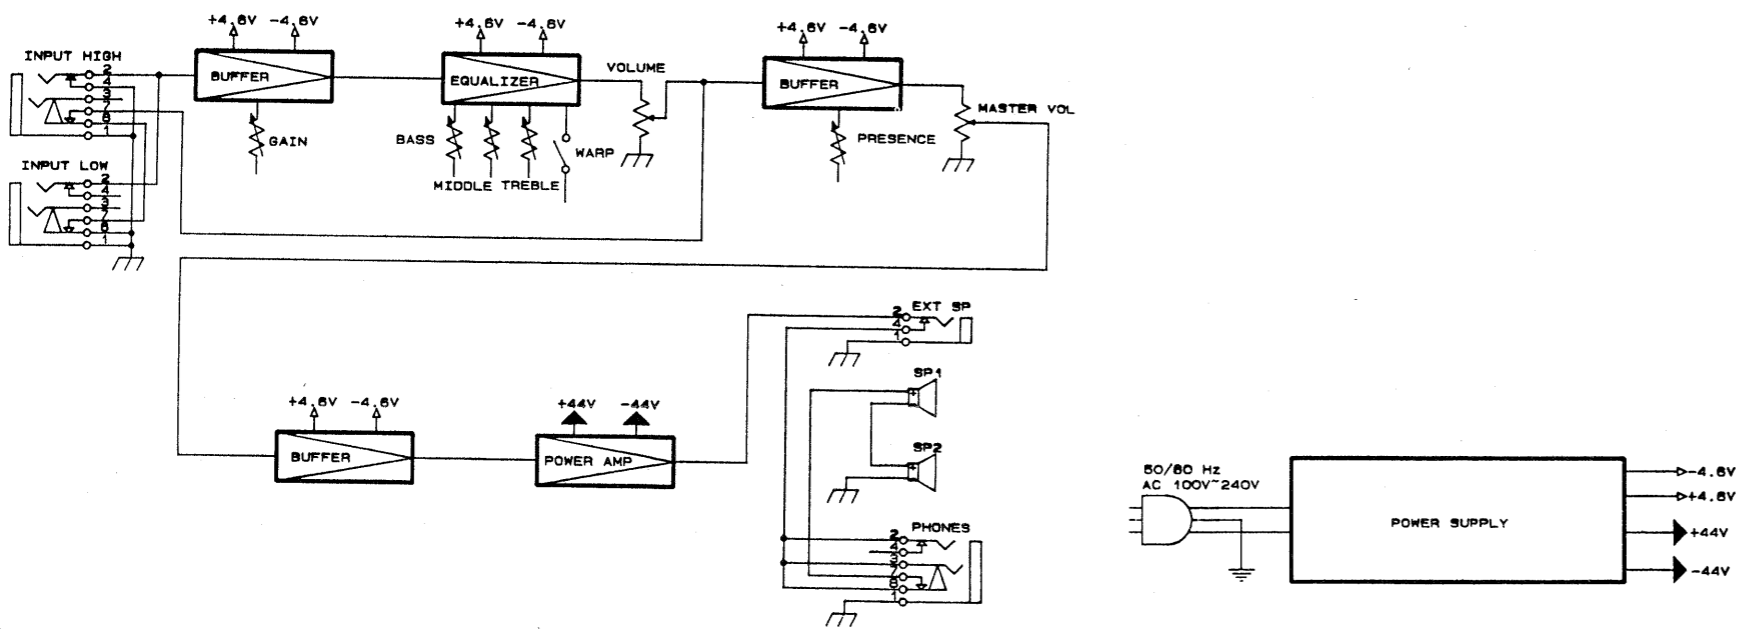 +4.6V -4.6V
+4.6V -4.6V
+4.6V -4.6V
INPUT HIGH
2
4
3
7
8
1
BUFFER
GAIN
EQUALIZER
BASS
MIDDLE TREBLE
WARP
VOLUME
BUFFER
PRESENCE
MASTER VOL
INPUT LOW
2
4
3
7
8
1
EXT SP
2
4
1
SP1
SP2
+4.6V -4.6V
BUFFER
+44V -44V
POWER AMP
PHONES
2
4
3
7
8
1
50/60 Hz
AC 100V~240V
POWER SUPPLY
-4.6V
+4.6V
+44V
-44V